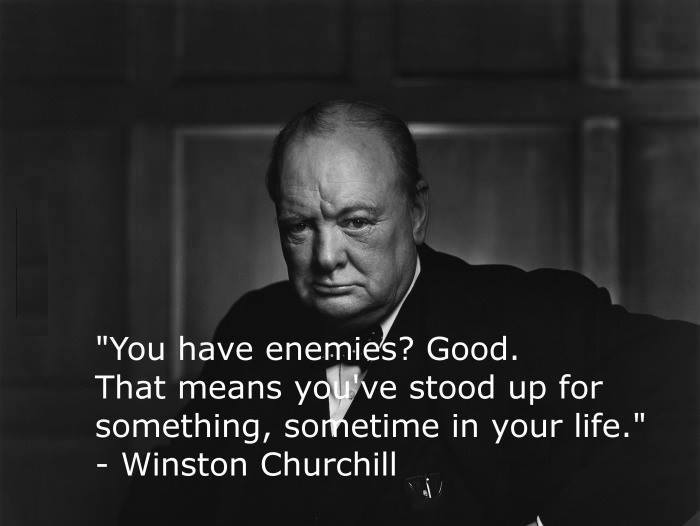 "You have enemies? Good.
That means you've stood up for
something, sometime in your life."
- Winston Churchill